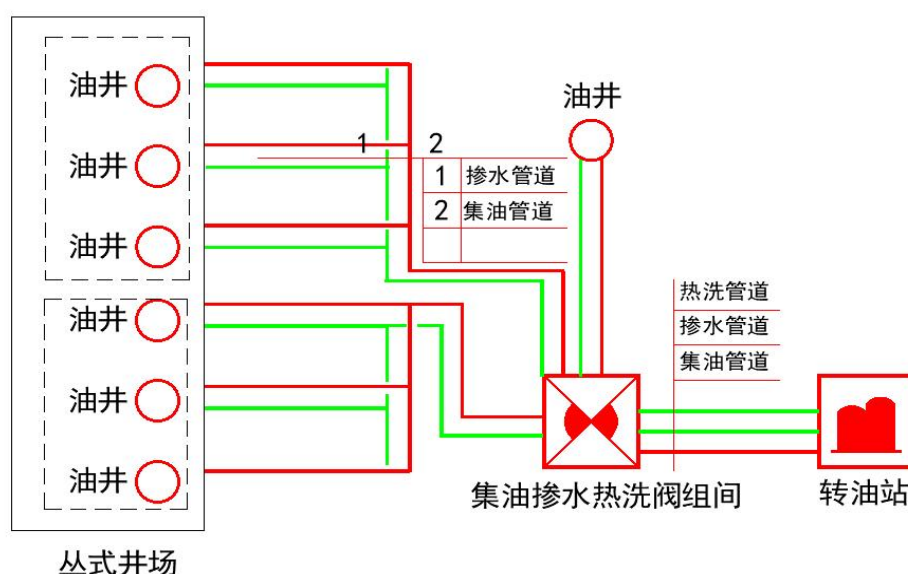 油井
油井
油井
油井
油井
油井
丛式井场
1 2
1 掺水管道
2 集油管道
油井
热洗管道
掺水管道
集油管道
集油掺水热洗阀组间
转油站